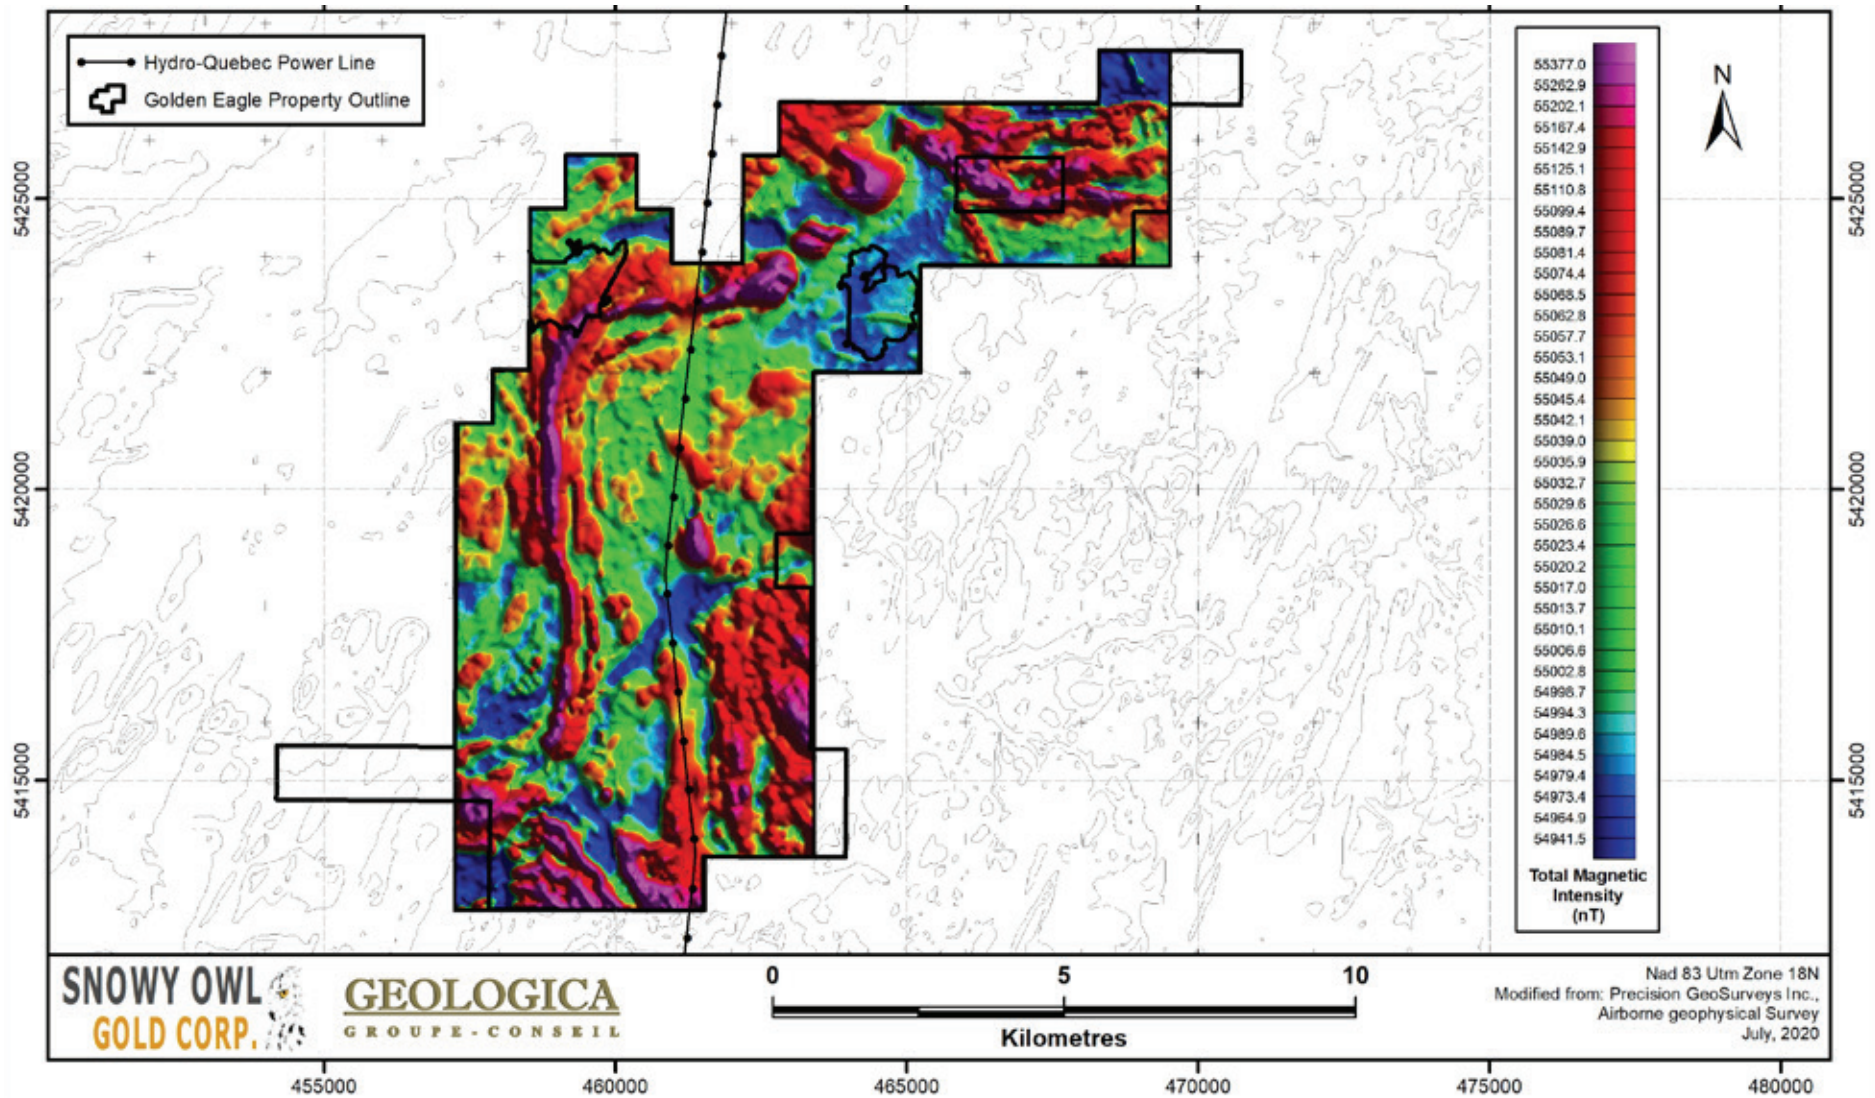 Hydro-Quebec Power Line
Golden Eagle Property Outline
N
55377.0
55262.9
55202.1
55167.4
55142.9
55125.1
55110.8
55099.4
55089.7
55081.4
55074.4
55068.5
55062.8
55057.7
55053.1
55049.0
55045.4
55042.1
55039.0
55035.9
55032.7
55029.6
55026.6
55023.4
55020.2
55017.0
55013.7
55010.1
55006.6
55002.8
54998.7
54994.3
54989.8
54984.5
54979.4
54973.4
54964.9
54941.5
Total Magnetic
Intensity
(nT)
5425000
5420000
5415000
5425000
5420000
5415000
SNOWY OWL
GOLD CORP.
GEOLOGICA
GROUPE-CONSEIL
0 5 10
Kilometres
Nad 83 Utm Zone 18N
Modified from: Precision GeoSurveys Inc.,
Airborne geophysical Survey
July, 2020
455000 460000 465000 470000 475000 480000